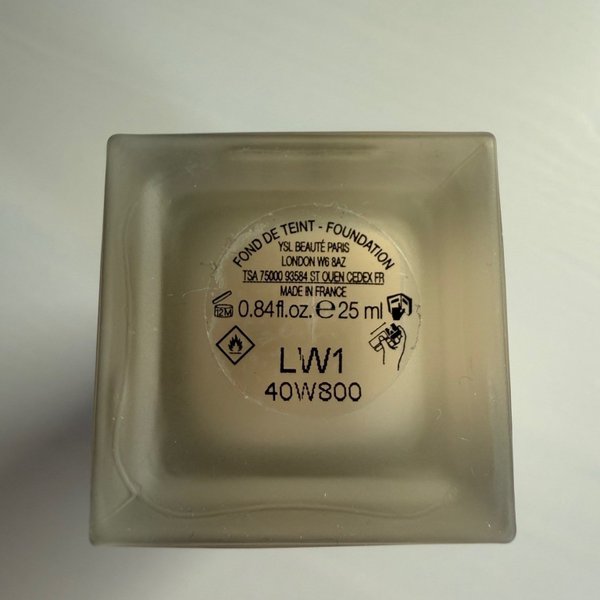 FOND DE TEINT - FOUNDATION
YSL BEAUTÉ PARIS
LONDON W6 8AZ
TSA 75000 93584 ST OUEN CEDEX FR
MADE IN FRANCE
12M 0.84fl.oz. ℮ 25 ml
LW1
40W800